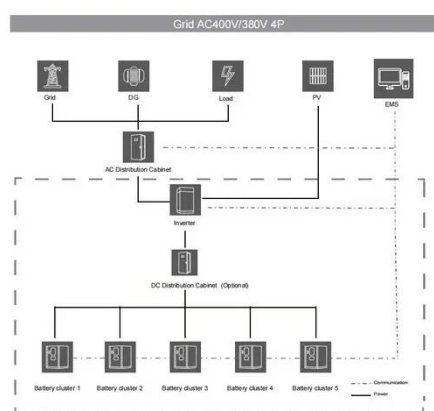 Grid AC400V/380V 4P
Grid
DG
Load
PV
EMS
AC Distribution Cabinet
Inverter
DC Distribution Cabinet (Optional)
Battery cluster 1
Battery cluster 2
Battery cluster 3
Battery cluster 4
Battery cluster 5
Communication
Power